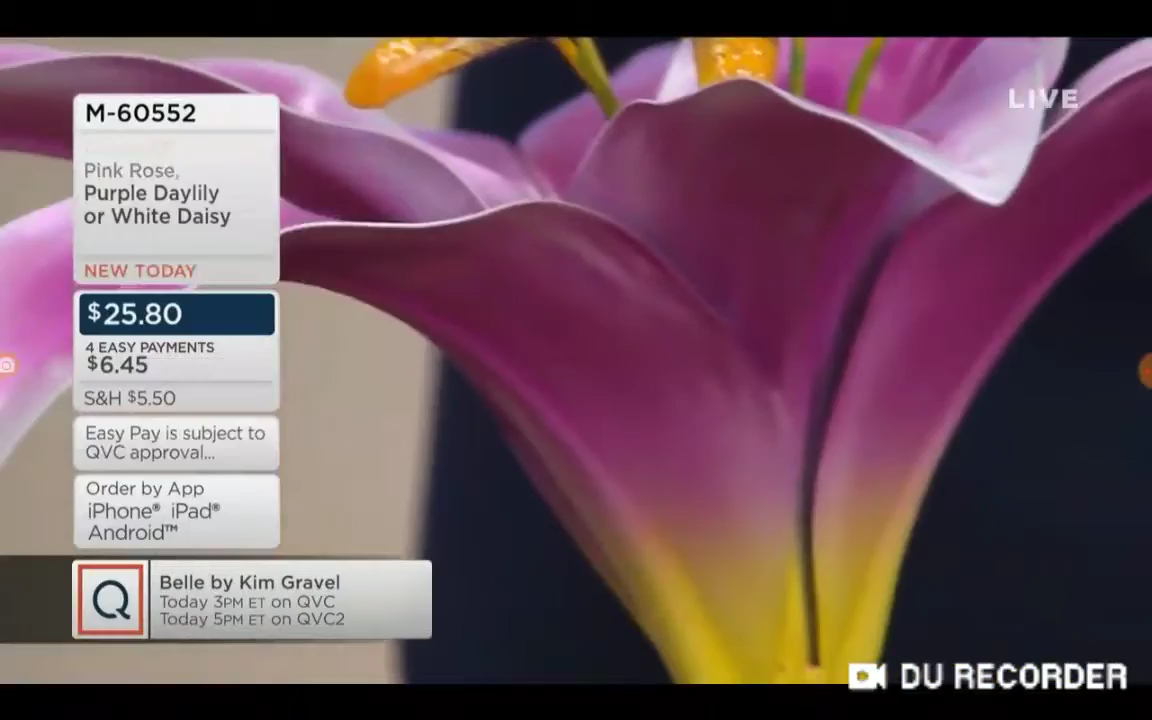 M-60552
Pink Rose,
Purple Daylily
or White Daisy
NEW TODAY
$25.80
4 EASY PAYMENTS
$6.45
S&H $5.50
Easy Pay is subject to
QVC approval...
Order by App
iPhone® iPad®
Android™
Q
Belle by Kim Gravel
Today 3PM ET on QVC
Today 5PM ET on QVC2
LIVE
DU RECORDER